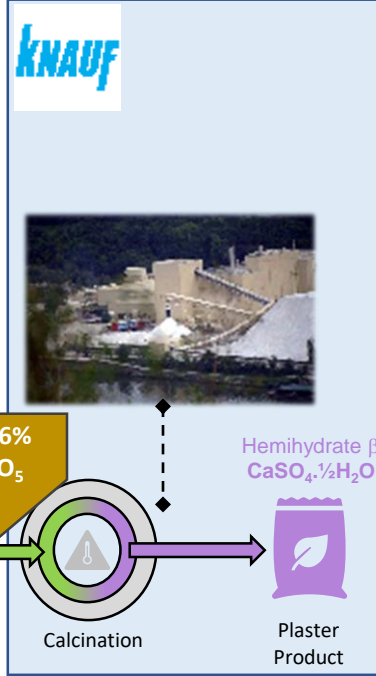 KNAUF
6%
O₅
Hemihydrate β
CaSO₄.½H₂O
Calcination
Plaster
Product